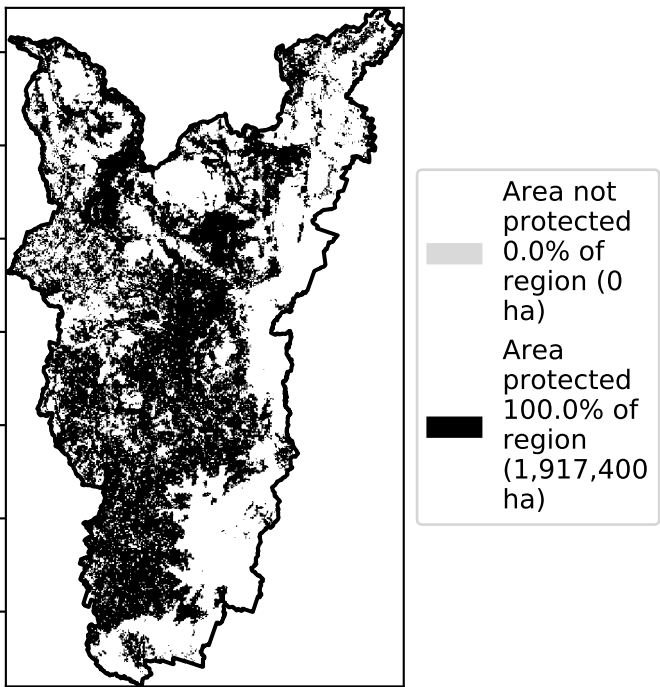 Area not
protected
0.0% of
region (0
ha)
Area
protected
100.0% of
region
(1,917,400
ha)